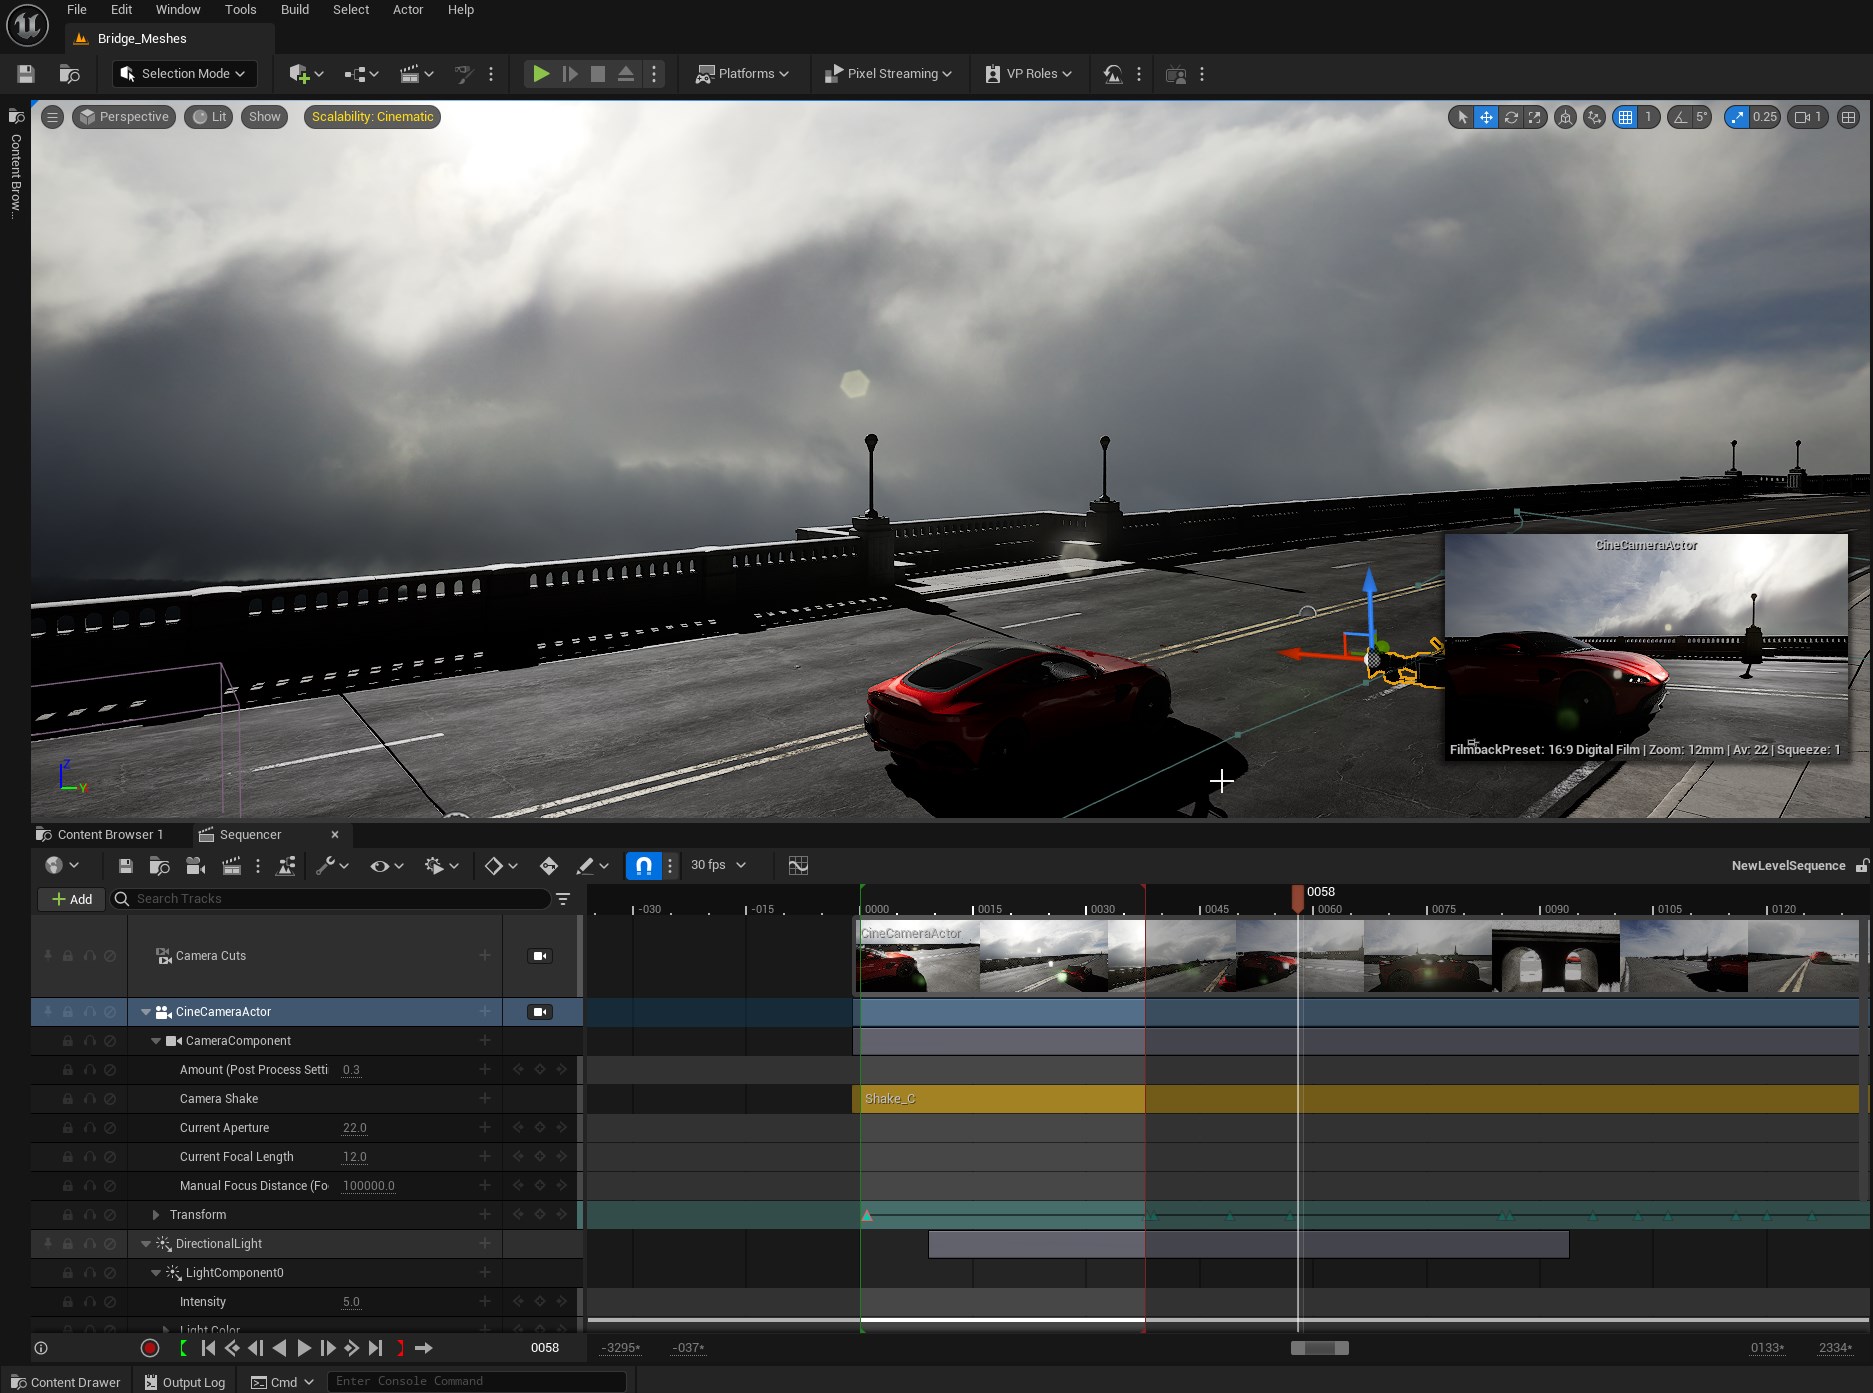 File Edit Window Tools Build Select Actor Help
Bridge_Meshes
Selection Mode
Platforms
Pixel Streaming
VP Roles
Content Brow...
Perspective
Lit
Show
Scalability: Cinematic
1
5°
0.25
1
CineCameraActor
FilmbackPreset: 16:9 Digital Film | Zoom: 12mm | Av: 22 | Squeeze: 1
Z
Y
Content Browser 1
Sequencer
30 fps
NewLevelSequence
Add
Search Tracks
0058
-030 -015 0000 0015 0030 0045 0060 0075 0090 0105 0120
Camera Cuts
CineCameraActor
CineCameraActor
CameraComponent
Amount (Post Process Setti 0.3
Camera Shake
Shake_C
Current Aperture 22.0
Current Focal Length 12.0
Manual Focus Distance (Fo 100000.0
Transform
DirectionalLight
LightComponent0
Intensity 5.0
Light Color
0058
-3295* -037* 0133* 2334*
Content Drawer
Output Log
Cmd
Enter Console Command